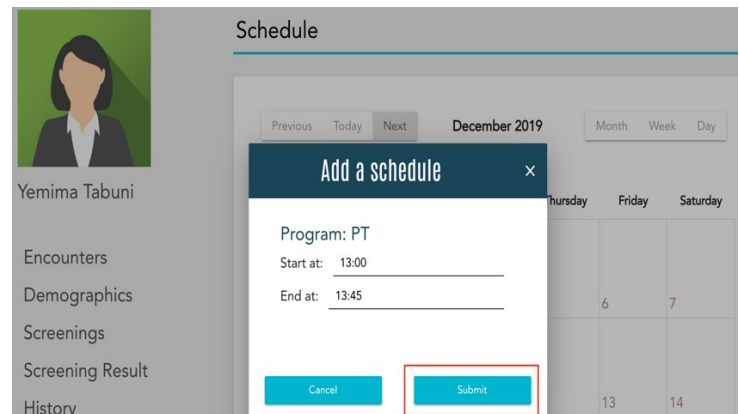 Schedule
Previous Today Next December 2019 Month Week Day
Add a schedule ×
Yemima Tabuni
Thursday Friday Saturday
Program: PT
Start at: 13:00
End at: 13:45
Encounters
Demographics
Screenings
Screening Result
History
6 7
Cancel Submit
13 14